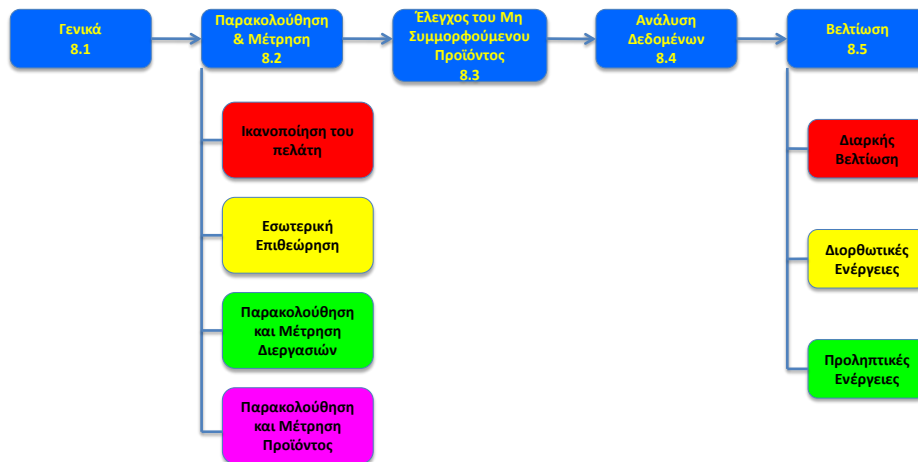 Γενικά
8.1
Παρακολούθηση
& Μέτρηση
8.2
Έλεγχος του Μη
Συμμορφούμενου
Προϊόντος
8.3
Ανάλυση
Δεδομένων
8.4
Βελτίωση
8.5
Ικανοποίηση του
πελάτη
Εσωτερική
Επιθεώρηση
Παρακολούθηση
και Μέτρηση
Διεργασιών
Παρακολούθηση
και Μέτρηση
Προϊόντος
Διαρκής
Βελτίωση
Διορθωτικές
Ενέργειες
Προληπτικές
Ενέργειες